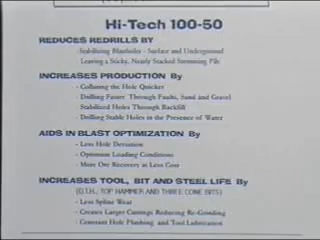 Hi-Tech 100-50
REDUCES REDRILLS BY
-Stabilizing Blastholes - Surface and Underground
Leaving a Sticky, Neatly Stacked Stemming Pile
INCREASES PRODUCTION By
- Collaring the Hole Quicker
- Drilling Faster Through Faults, Sand and Gravel
Stabilized Holes Through Backfill
- Drilling Stable Holes in the Presence of Water
AIDS IN BLAST OPTIMIZATION By
- Less Hole Deviation
- Optimum Loading Conditions
- More Ore Recovery at Less Cost
INCREASES TOOL, BIT AND STEEL LIFE By
(D.T.H., TOP HAMMER AND THREE CONE BITS)
- Less Spline Wear
- Creates Larger Cuttings Reducing Re-Grinding
- Constant Hole Flushing and Tool Lubrication